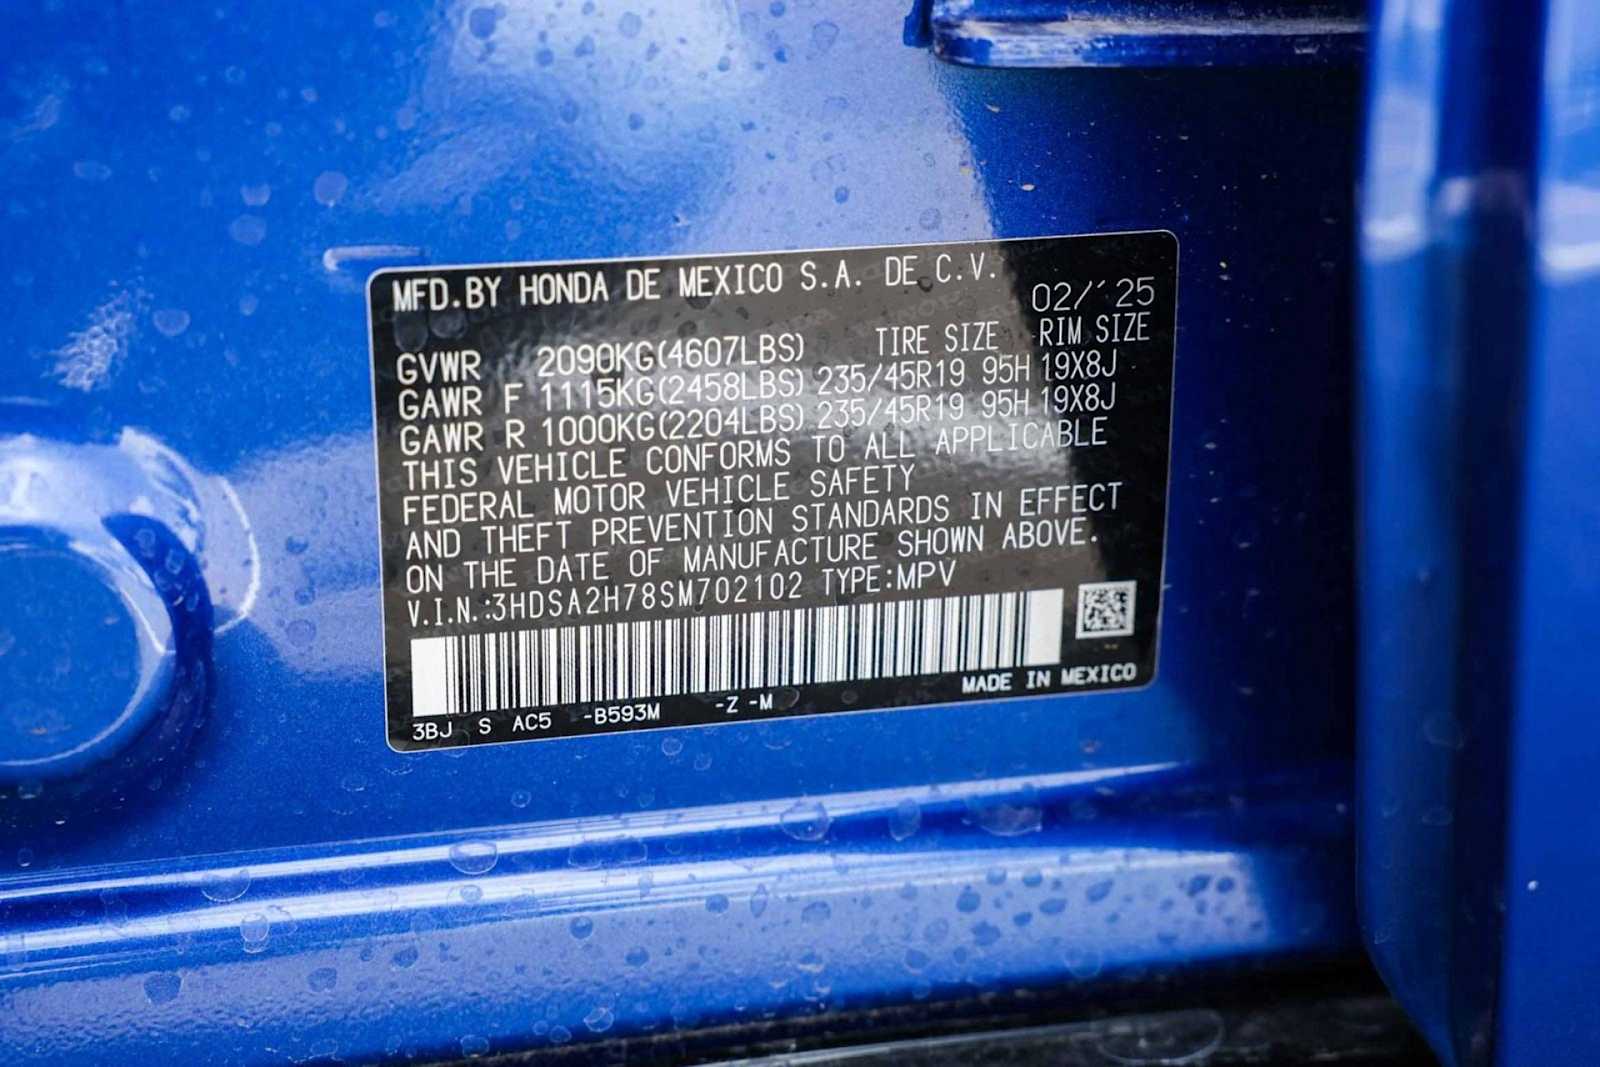 MFD.BY HONDA DE MEXICO S.A. DE C.V.
02/'25
TIRE SIZE RIM SIZE
GVWR 2090KG(4607LBS)
GAWR F 1115KG(2458LBS) 235/45R19 95H 19X8J
GAWR R 1000KG(2204LBS) 235/45R19 95H 19X8J
THIS VEHICLE CONFORMS TO ALL APPLICABLE
FEDERAL MOTOR VEHICLE SAFETY
AND THEFT PREVENTION STANDARDS IN EFFECT
ON THE DATE OF MANUFACTURE SHOWN ABOVE.
V.I.N.:3HDSA2H78SM702102 TYPE:MPV
MADE IN MEXICO
3BJ S AC5 -B593M -Z -M